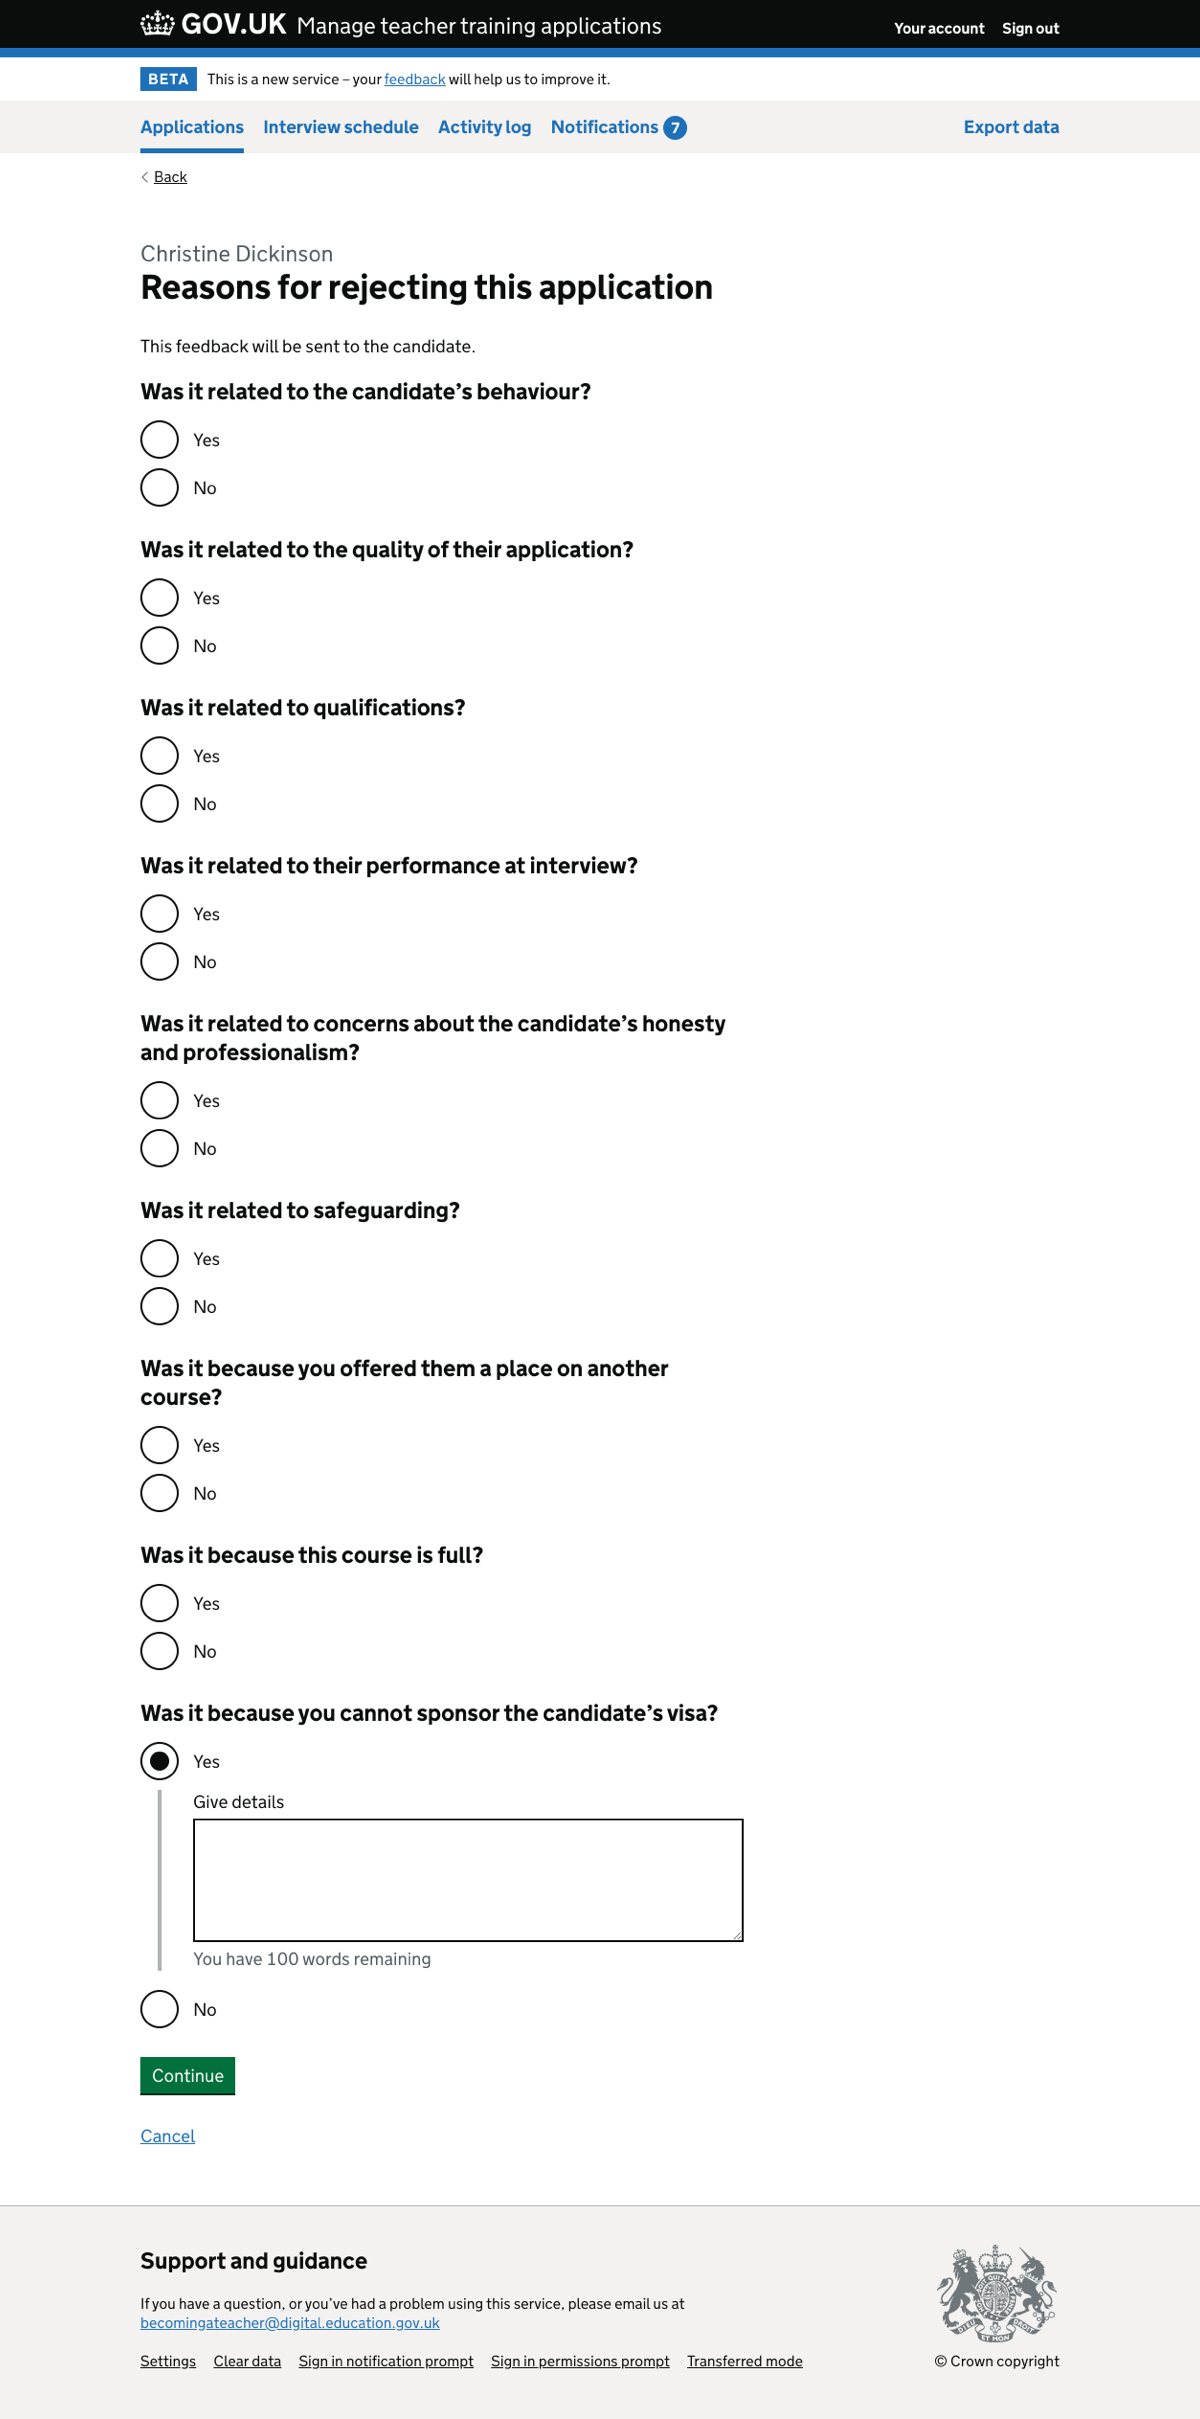 GOV.UK Manage teacher training applications Your account Sign out
BETA This is a new service – your feedback will help us to improve it.
Applications Interview schedule Activity log Notifications 7 Export data
Back
Christine Dickinson
Reasons for rejecting this application
This feedback will be sent to the candidate.
Was it related to the candidate’s behaviour?
Yes
No
Was it related to the quality of their application?
Yes
No
Was it related to qualifications?
Yes
No
Was it related to their performance at interview?
Yes
No
Was it related to concerns about the candidate’s honesty
and professionalism?
Yes
No
Was it related to safeguarding?
Yes
No
Was it because you offered them a place on another
course?
Yes
No
Was it because this course is full?
Yes
No
Was it because you cannot sponsor the candidate’s visa?
Yes
Give details
You have 100 words remaining
No
Continue
Cancel
Support and guidance
If you have a question, or you’ve had a problem using this service, please email us at
becomingateacher@digital.education.gov.uk
Settings Clear data Sign in notification prompt Sign in permissions prompt Transferred mode
© Crown copyright